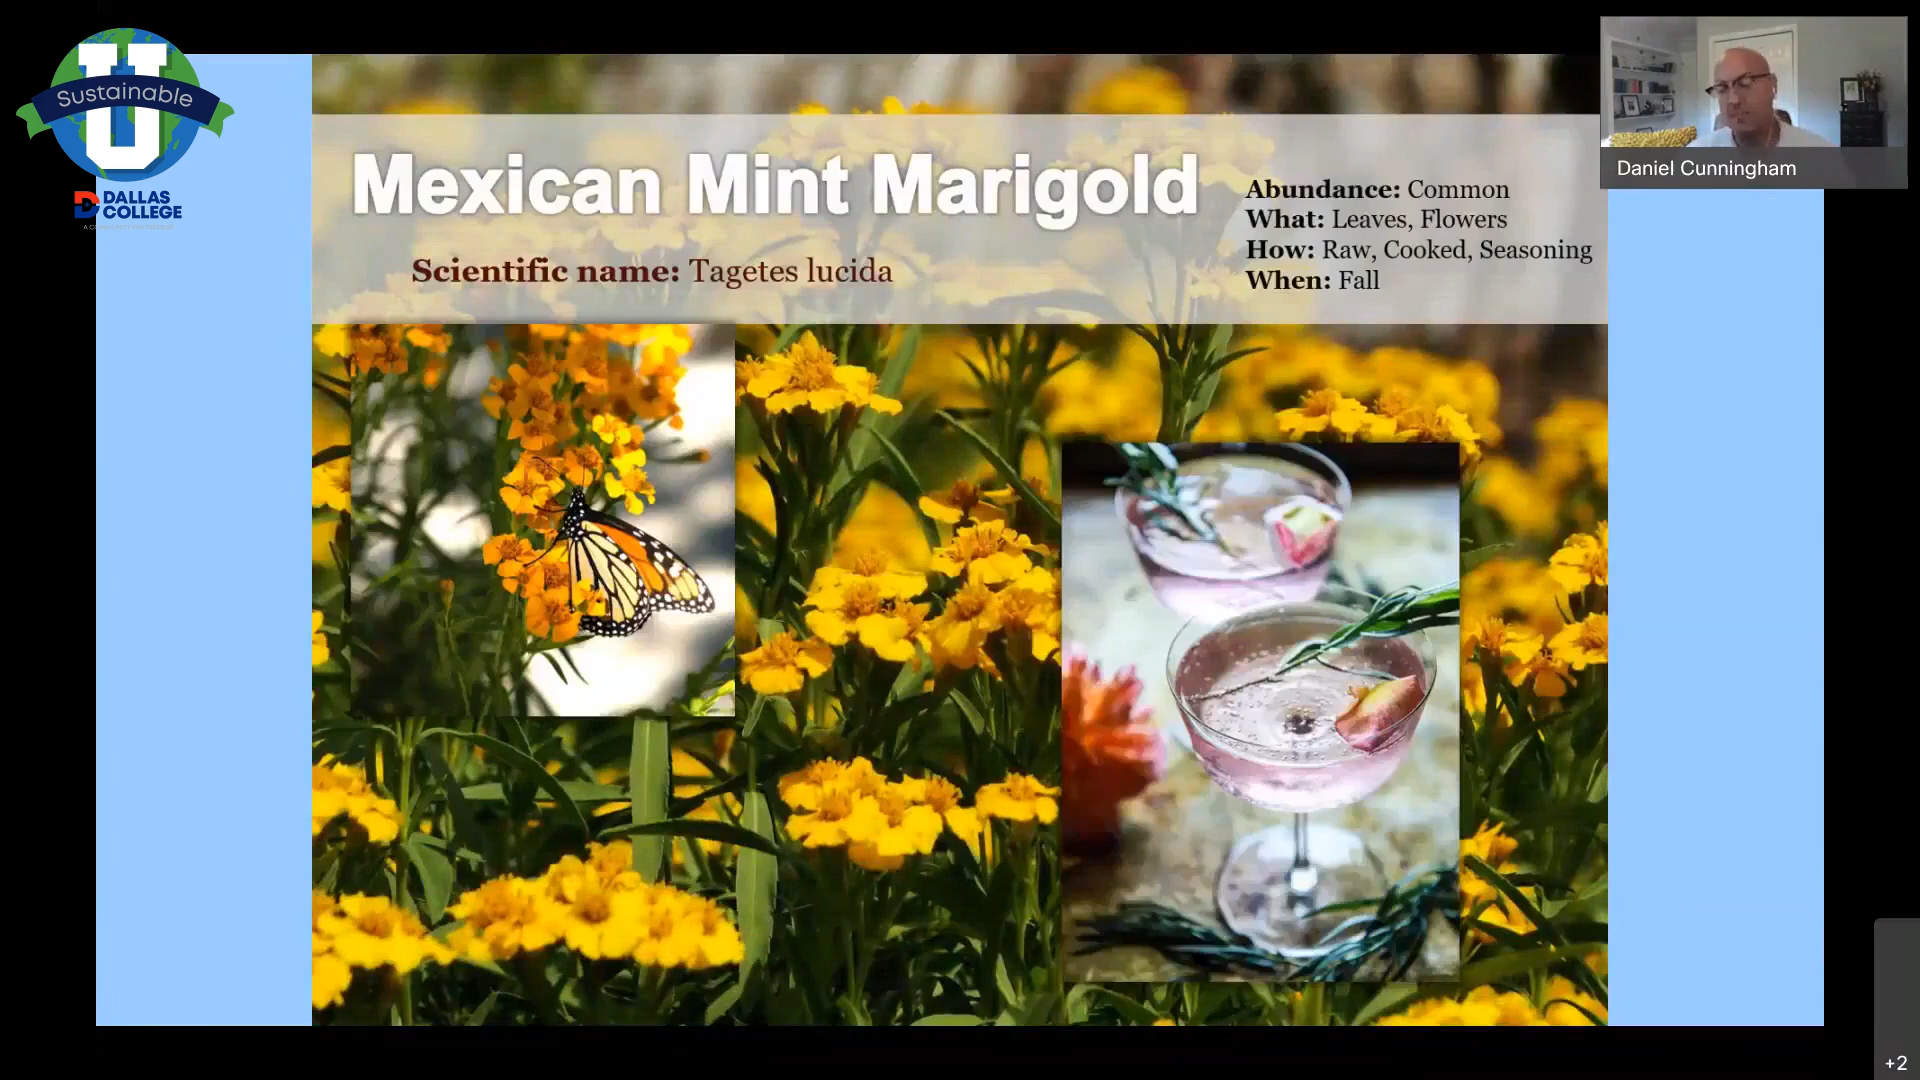 Sustainable
U
DALLAS
COLLEGE
Mexican Mint Marigold
Scientific name: Tagetes lucida
Abundance: Common
What: Leaves, Flowers
How: Raw, Cooked, Seasoning
When: Fall
Daniel Cunningham
+2